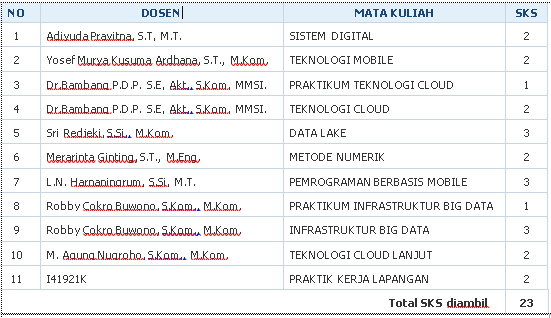 NO DOSEN MATA KULIAH SKS
1 Adiyuda Prayitna, S.T, M.T. SISTEM DIGITAL 2
2 Yosef Murya Kusuma Ardhana, S.T., M.Kom. TEKNOLOGI MOBILE 2
3 Dr.Bambang.P.D.P. S.E, Akt., S.Kom, MMSI. PRAKTIKUM TEKNOLOGI CLOUD 1
4 Dr.Bambang.P.D.P. S.E, Akt., S.Kom, MMSI. TEKNOLOGI CLOUD 2
5 Sri Redjeki, S.Si., M.Kom. DATA LAKE 3
6 Merarinta Ginting, S.T., M.Eng. METODE NUMERIK 2
7 L.N. Harnaningrum, S.Si, M.T. PEMROGRAMAN BERBASIS MOBILE 3
8 Robby Cokro Buwono, S.Kom., M.Kom. PRAKTIKUM INFRASTRUKTUR BIG DATA 1
9 Robby Cokro Buwono, S.Kom., M.Kom. INFRASTRUKTUR BIG DATA 3
10 M. Agung Nugroho, S.Kom., M.Kom. TEKNOLOGI CLOUD LANJUT 2
11 I41921K PRAKTIK KERJA LAPANGAN 2
Total SKS diambil 23